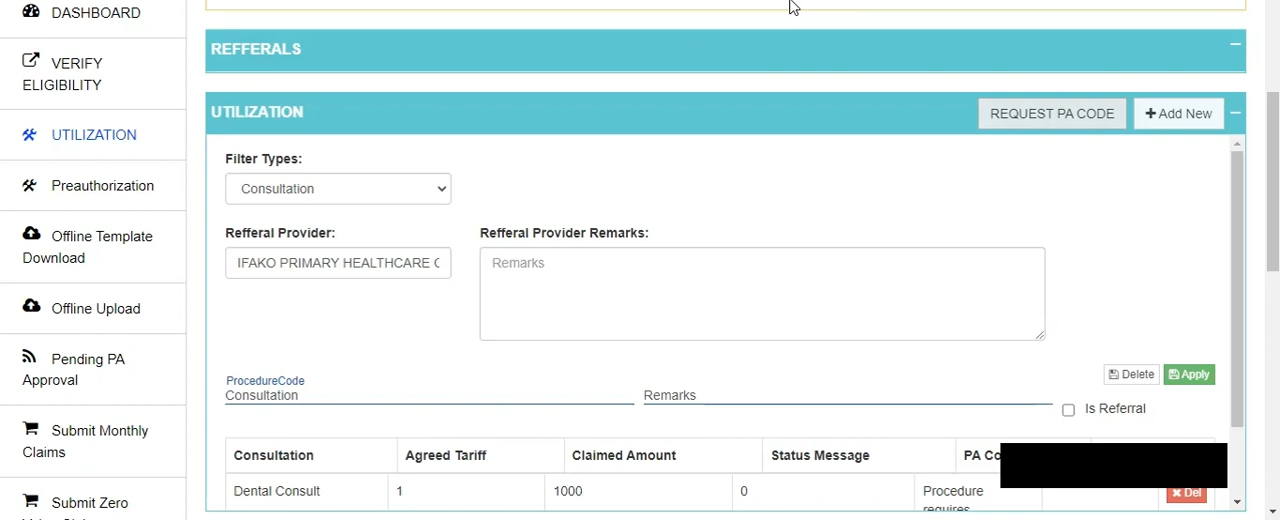 DASHBOARD
VERIFY
ELIGIBILITY
UTILIZATION
Preauthorization
Offline Template
Download
Offline Upload
Pending PA
Approval
Submit Monthly
Claims
Submit Zero
REFFERALS
UTILIZATION
REQUEST PA CODE
Add New
Filter Types:
Consultation
Refferal Provider:
Refferal Provider Remarks:
IFAKO PRIMARY HEALTHCARE C
Remarks
Delete
Apply
ProcedureCode
Consultation
Remarks
Is Referral
Consultation
Agreed Tariff
Claimed Amount
Status Message
PA Co
Dental Consult
1
1000
0
Procedure
requires
Del